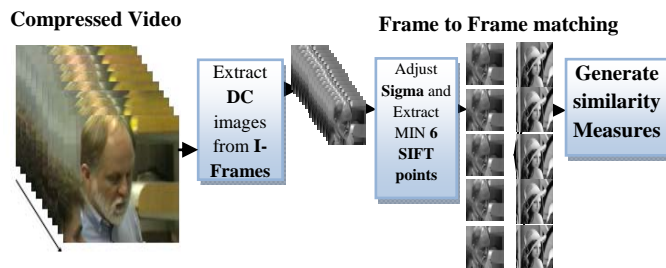 Compressed Video
Frame to Frame matching
Extract
DC
images
from I-
Frames
Adjust
Sigma and
Extract
MIN 6
SIFT
points
Generate
similarity
Measures